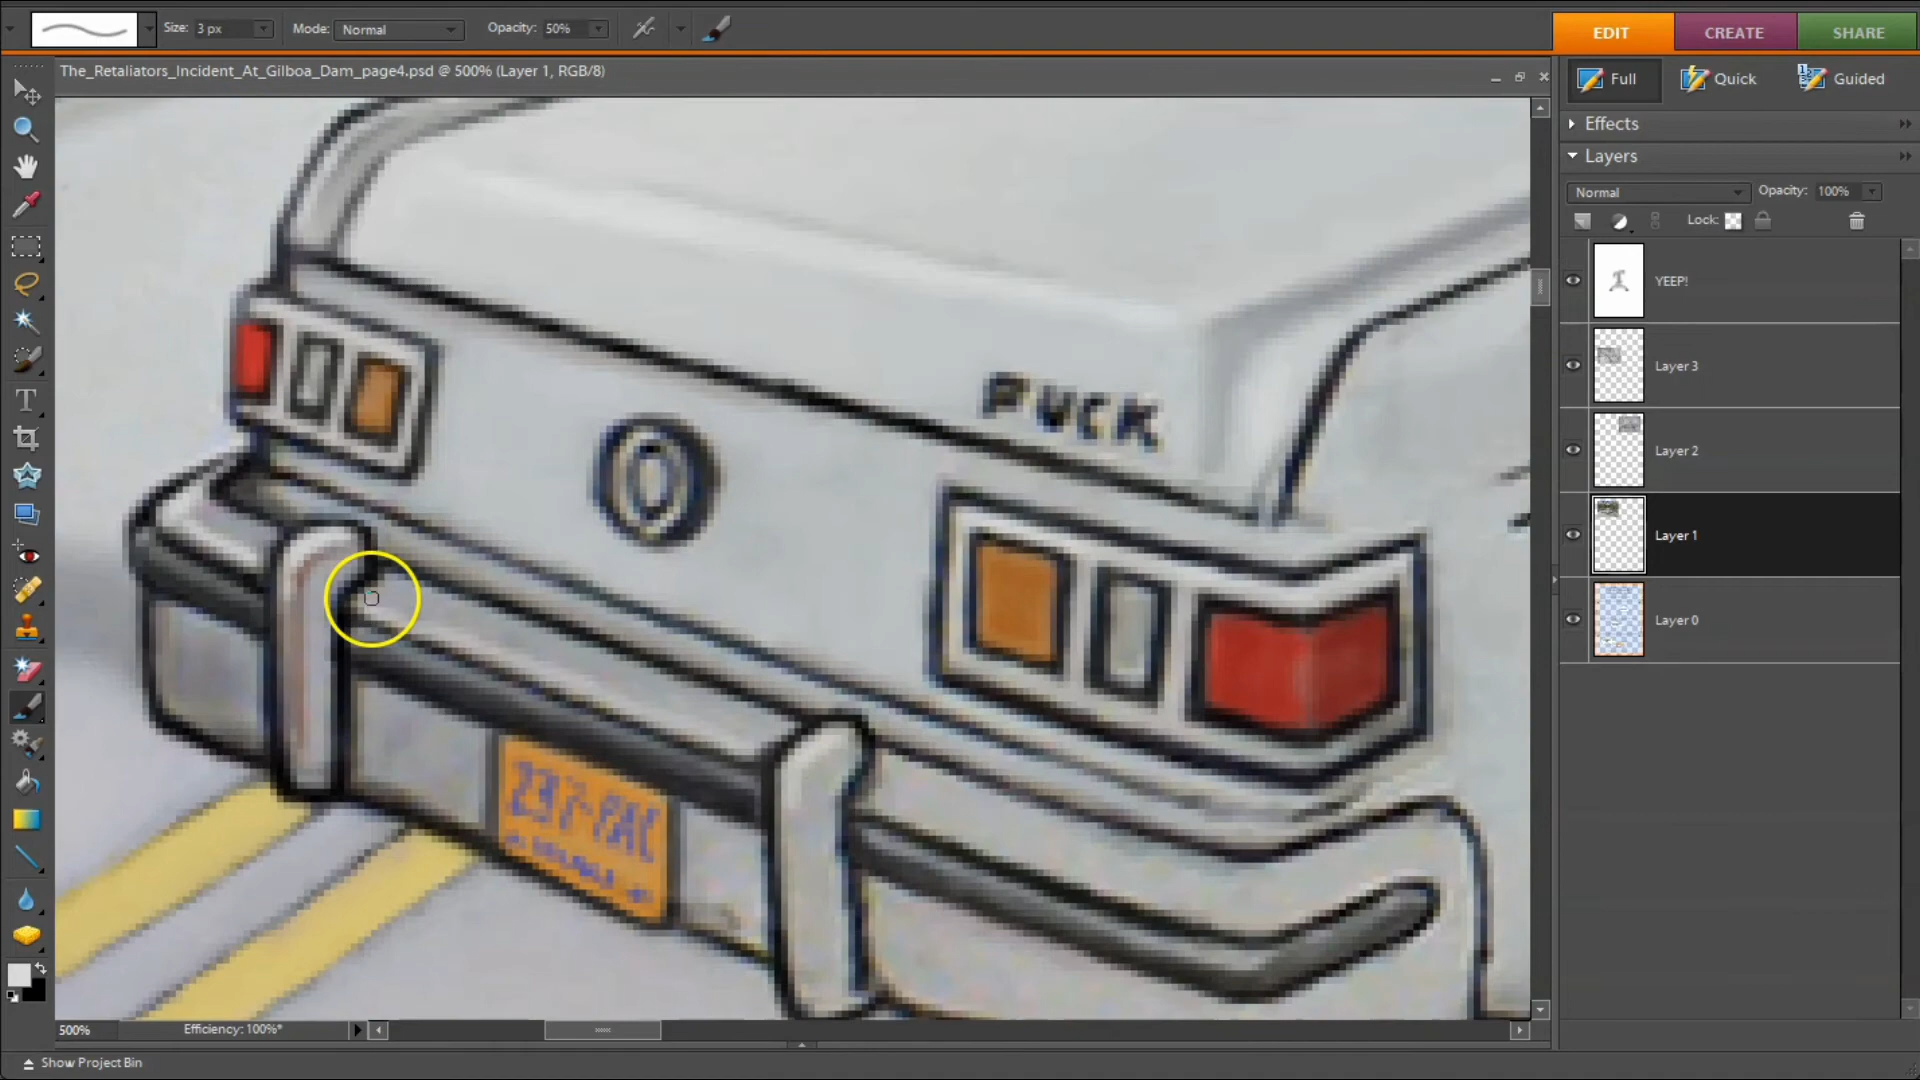 Size: 3 px Mode: Normal Opacity: 50% EDIT CREATE SHARE
The_Retaliators_Incident_At_Gilboa_Dam_page4.psd @ 500% (Layer 1, RGB/8)
Full Quick Guided
Effects
Layers
Normal Opacity: 100%
Lock:
YEEP!
Layer 3
PUCK
Layer 2
Layer 1
Layer 0
237-PAC
500% Efficiency: 100%*
Show Project Bin